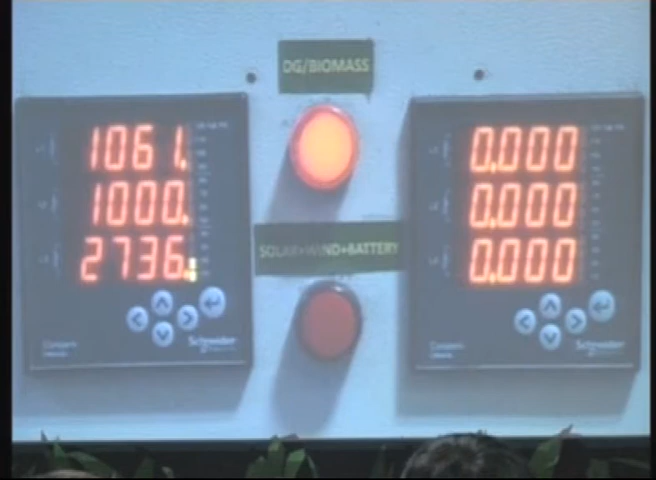 DG/BIOMASS
1061.
1000.
2736.
0.000
0.000
0.000
SOLAR+WIND+BATTERY
Schneider
Schneider